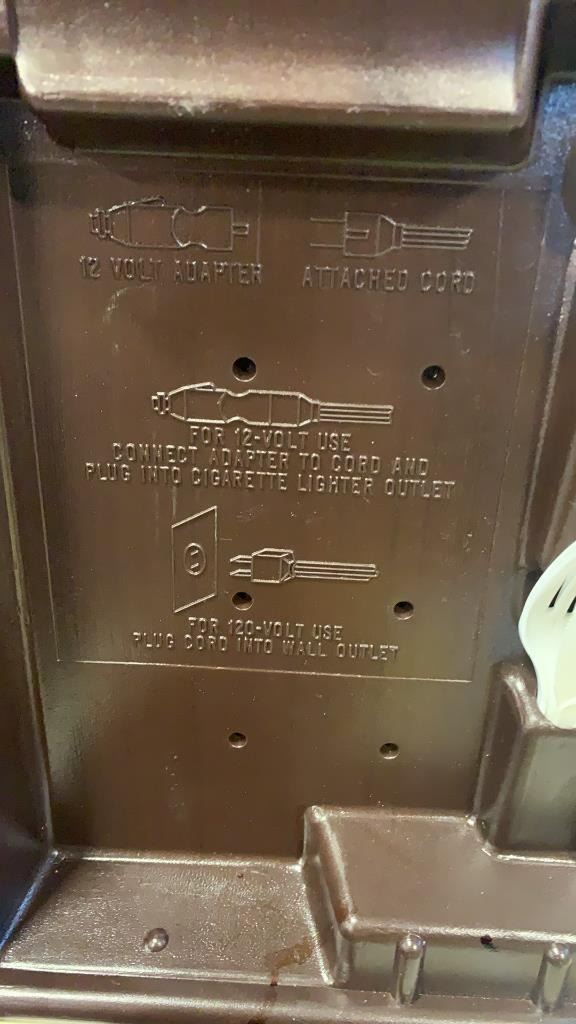 12 VOLT ADAPTER
ATTACHED CORD
FOR 12-VOLT USE
CONNECT ADAPTER TO CORD AND
PLUG INTO CIGARETTE LIGHTER OUTLET
FOR 120-VOLT USE
PLUG CORD INTO WALL OUTLET